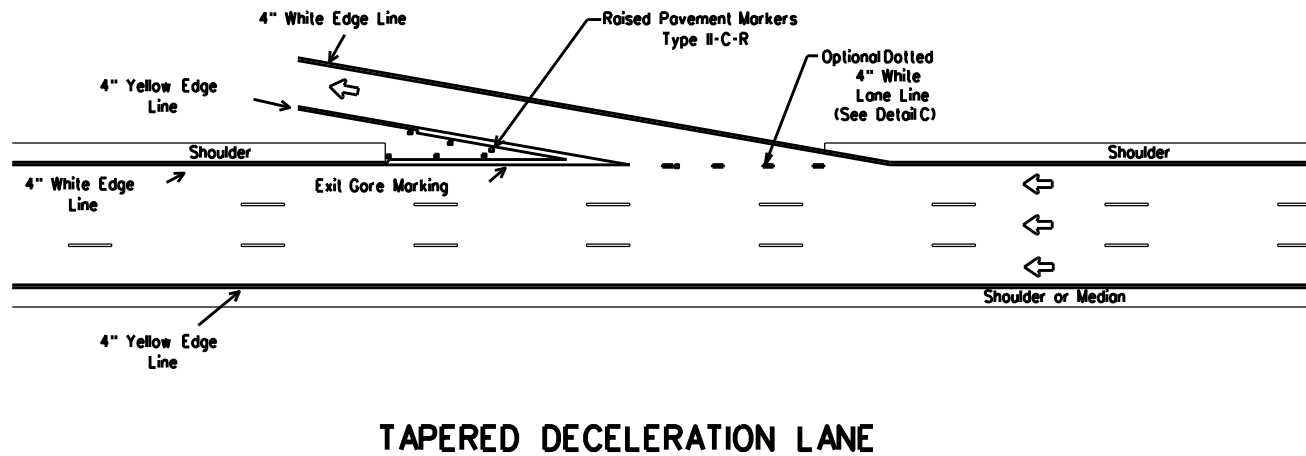 4" White Edge Line
Raised Pavement Markers
Type II-C-R
Optional Dotted
4" White
Lane Line
(See Detail C)
4" Yellow Edge
Line
Shoulder
Shoulder
4" White Edge
Line
Exit Gore Marking
Shoulder or Median
4" Yellow Edge
Line
TAPERED DECELERATION LANE